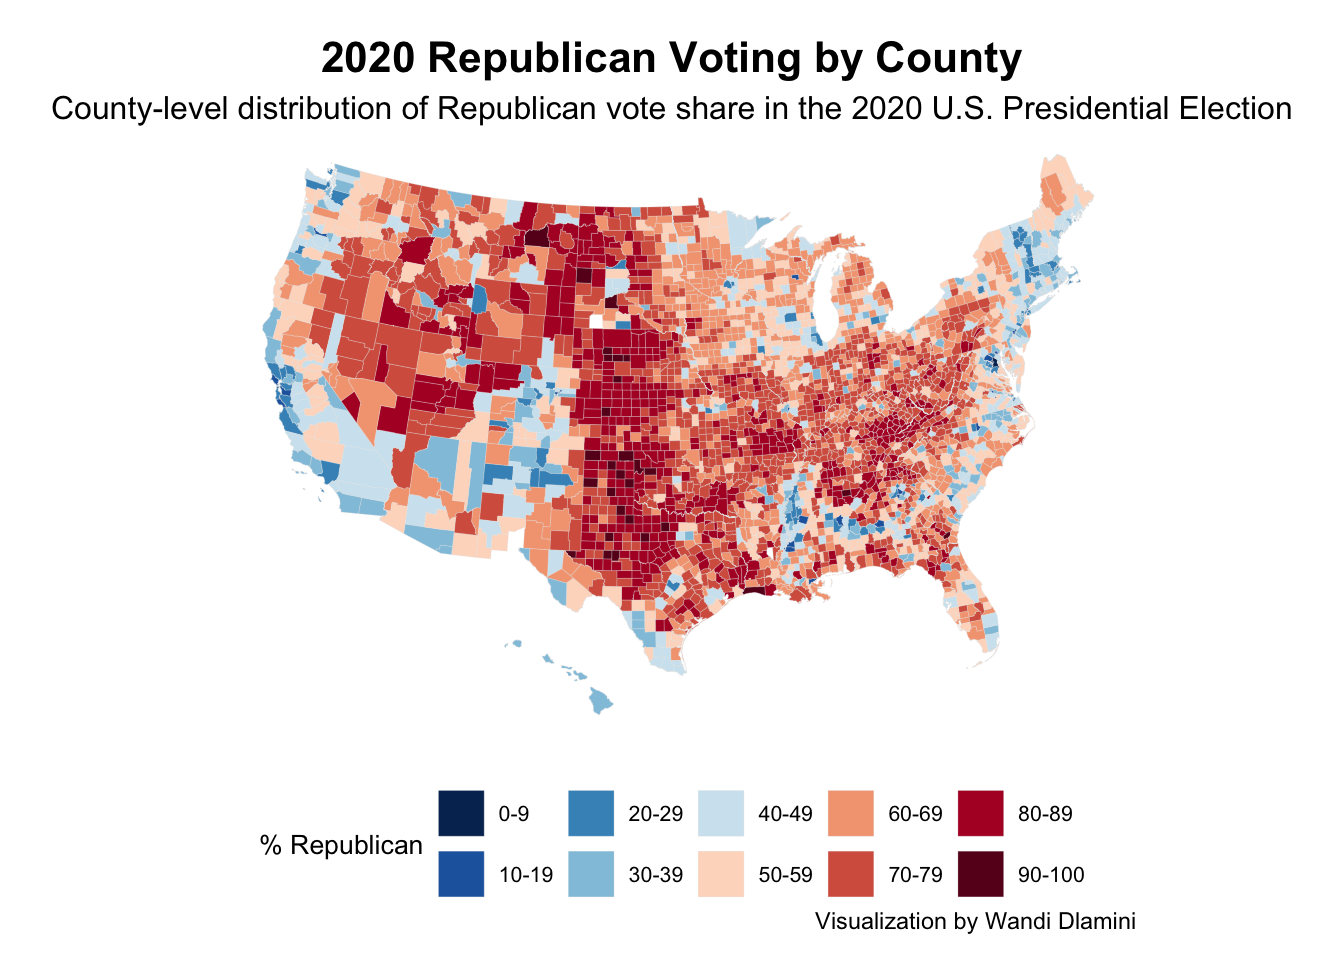 2020 Republican Voting by County
County-level distribution of Republican vote share in the 2020 U.S. Presidential Election
% Republican
0-9
20-29
40-49
60-69
80-89
10-19
30-39
50-59
70-79
90-100
Visualization by Wandi Dlamini